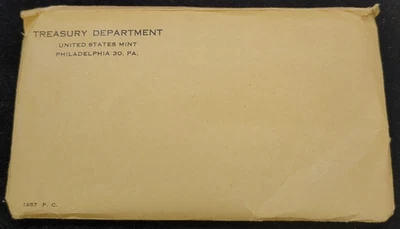 TREASURY DEPARTMENT
UNITED STATES MINT
PHILADELPHIA 30, PA.
1957 P. C.